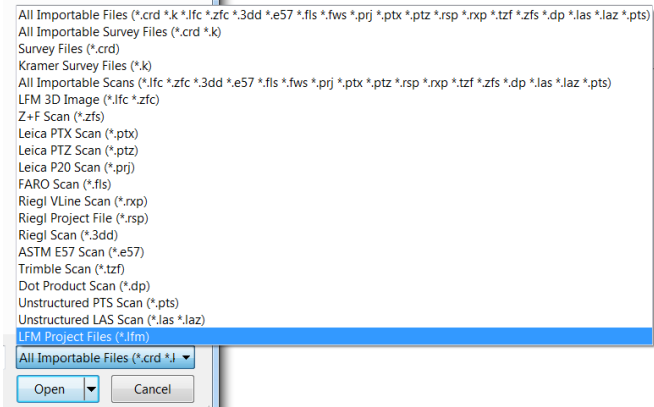 All Importable Files (*.crd *.k *.lfc *.zfc *.3dd *.e57 *.fls *.fws *.prj *.ptx *.ptz *.rsp *.rxp *.tzf *.zfs *.dp *.las *.laz *.pts)
All Importable Survey Files (*.crd *.k)
Survey Files (*.crd)
Kramer Survey Files (*.k)
All Importable Scans (*.lfc *.zfc *.3dd *.e57 *.fls *.fws *.prj *.ptx *.ptz *.rsp *.rxp *.tzf *.zfs *.dp *.las *.laz *.pts)
LFM 3D Image (*.lfc *.zfc)
Z+F Scan (*.zfs)
Leica PTX Scan (*.ptx)
Leica PTZ Scan (*.ptz)
Leica P20 Scan (*.prj)
FARO Scan (*.fls)
Riegl VLine Scan (*.rxp)
Riegl Project File (*.rsp)
Riegl Scan (*.3dd)
ASTM E57 Scan (*.e57)
Trimble Scan (*.tzf)
Dot Product Scan (*.dp)
Unstructured PTS Scan (*.pts)
Unstructured LAS Scan (*.las *.laz)
LFM Project Files (*.lfm)
All Importable Files (*.crd *.l
Open Cancel